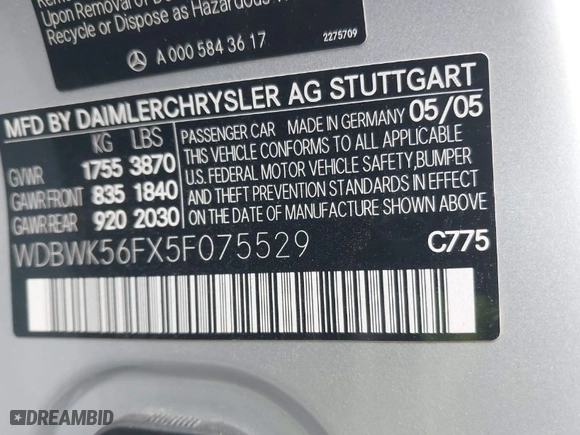 Upon Removal
Recycle or Dispose as Hazardous
A 000 584 36 17
2275709
MFD BY DAIMLERCHRYSLER AG STUTTGART
KG LBS
PASSENGER CAR MADE IN GERMANY 05/05
GVWR 1755 3870
THIS VEHICLE CONFORMS TO ALL APPLICABLE
GAWR FRONT 835 1840
U.S. FEDERAL MOTOR VEHICLE SAFETY, BUMPER
GAWR REAR 920 2030
AND THEFT PREVENTION STANDARDS IN
EFFECT ON THE DATE OF MANUFACTURE SHOWN ABOVE
WDBWK56FX5F075529
C775
DREAMBID